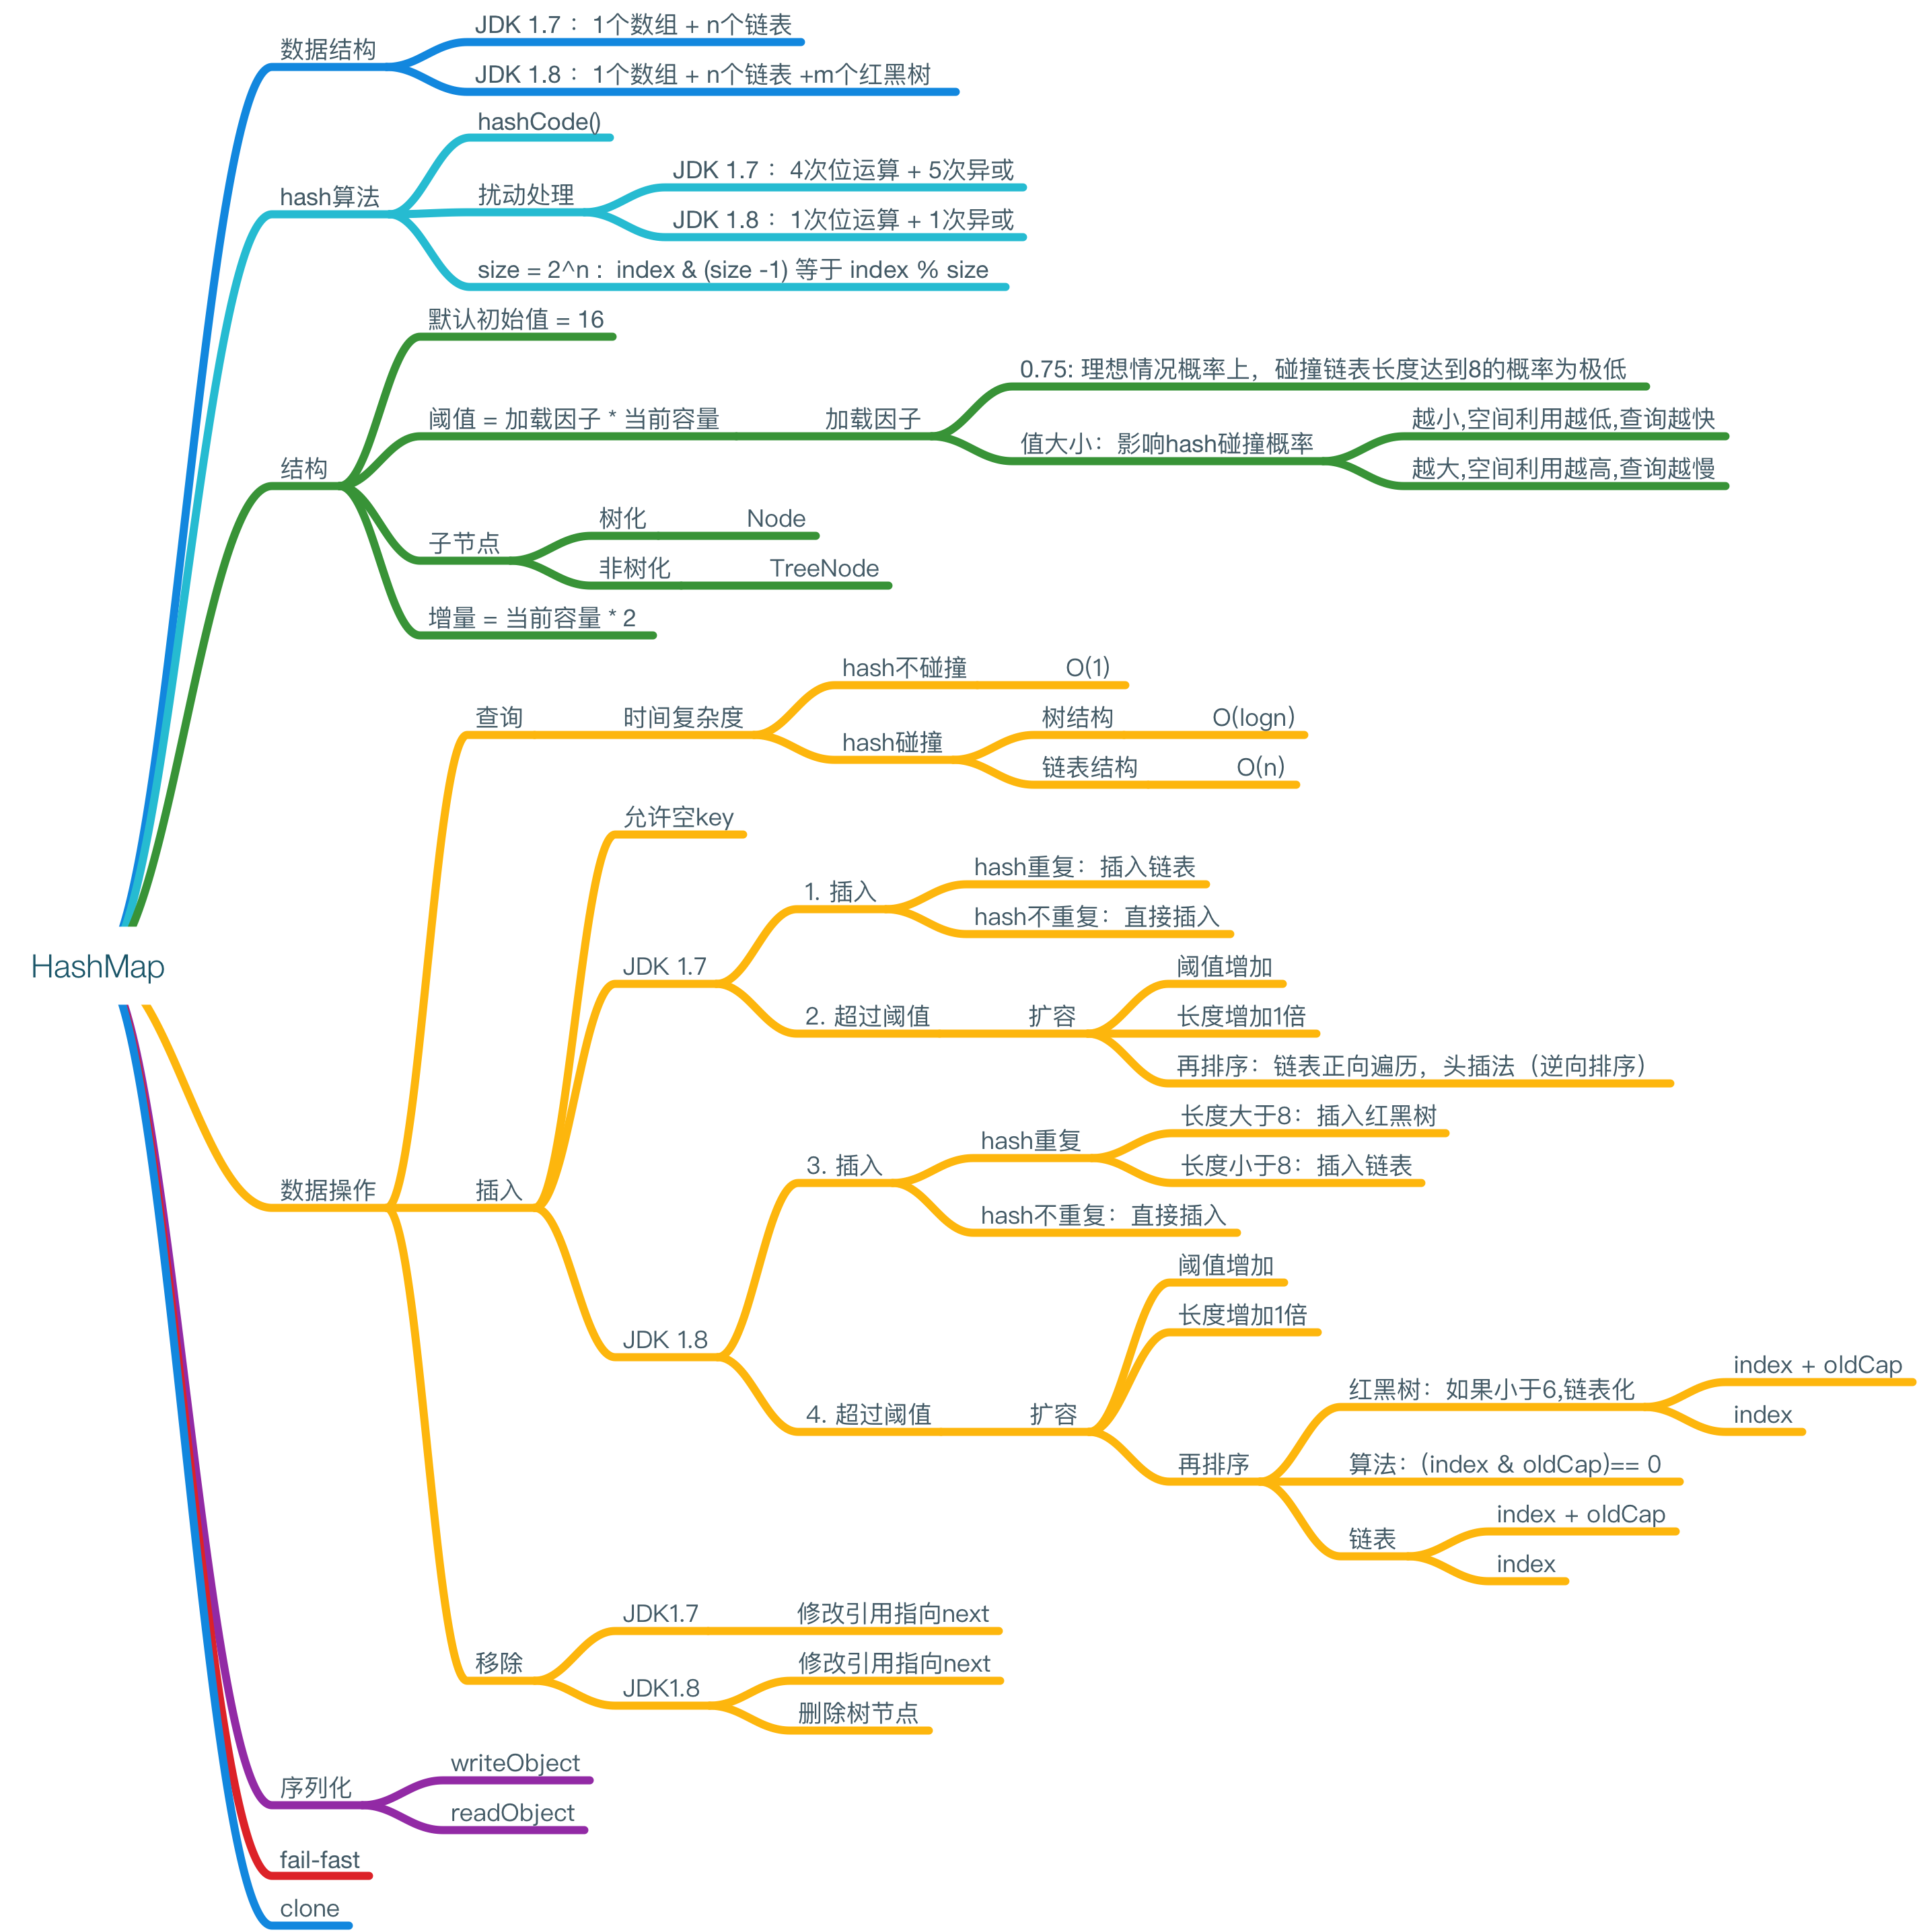 JDK 1.7 : 1个数组 + n个链表
数据结构
JDK 1.8 : 1个数组 + n个链表 +m个红黑树
hashCode()
JDK 1.7 : 4次位运算 + 5次异或
hash算法
扰动处理
JDK 1.8 : 1次位运算 + 1次异或
size = 2^n : index & (size -1) 等于 index % size
默认初始值 = 16
0.75: 理想情况概率上，碰撞链表长度达到8的概率为极低
阈值 = 加载因子 * 当前容量
加载因子
越小,空间利用越低,查询越快
值大小：影响hash碰撞概率
越大,空间利用越高,查询越慢
结构
树化
Node
子节点
非树化
TreeNode
增量 = 当前容量 * 2
hash不碰撞
O(1)
查询
时间复杂度
树结构
O(logn)
hash碰撞
链表结构
O(n)
允许空key
hash重复：插入链表
1. 插入
hash不重复：直接插入
HashMap
JDK 1.7
阈值增加
2. 超过阈值
扩容
长度增加1倍
再排序：链表正向遍历，头插法（逆向排序）
长度大于8：插入红黑树
hash重复
3. 插入
长度小于8：插入链表
数据操作
插入
hash不重复：直接插入
阈值增加
长度增加1倍
JDK 1.8
index + oldCap
红黑树：如果小于6,链表化
4. 超过阈值
扩容
index
再排序
算法：(index & oldCap)== 0
index + oldCap
链表
index
JDK1.7
修改引用指向next
移除
修改引用指向next
JDK1.8
删除树节点
writeObject
序列化
readObject
fail-fast
clone